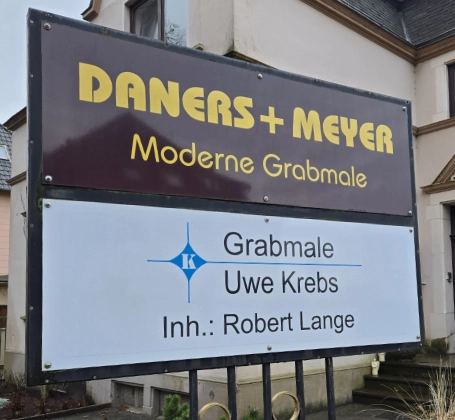 DANERS + MEYER
Moderne Grabmale
K
Grabmale
Uwe Krebs
Inh.: Robert Lange